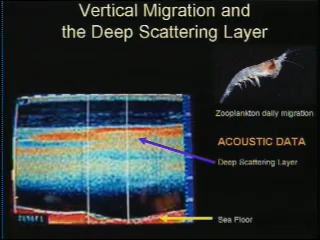 Vertical Migration and
the Deep Scattering Layer
Zooplankton daily migration
ACOUSTIC DATA
Deep Scattering Layer
Sea Floor